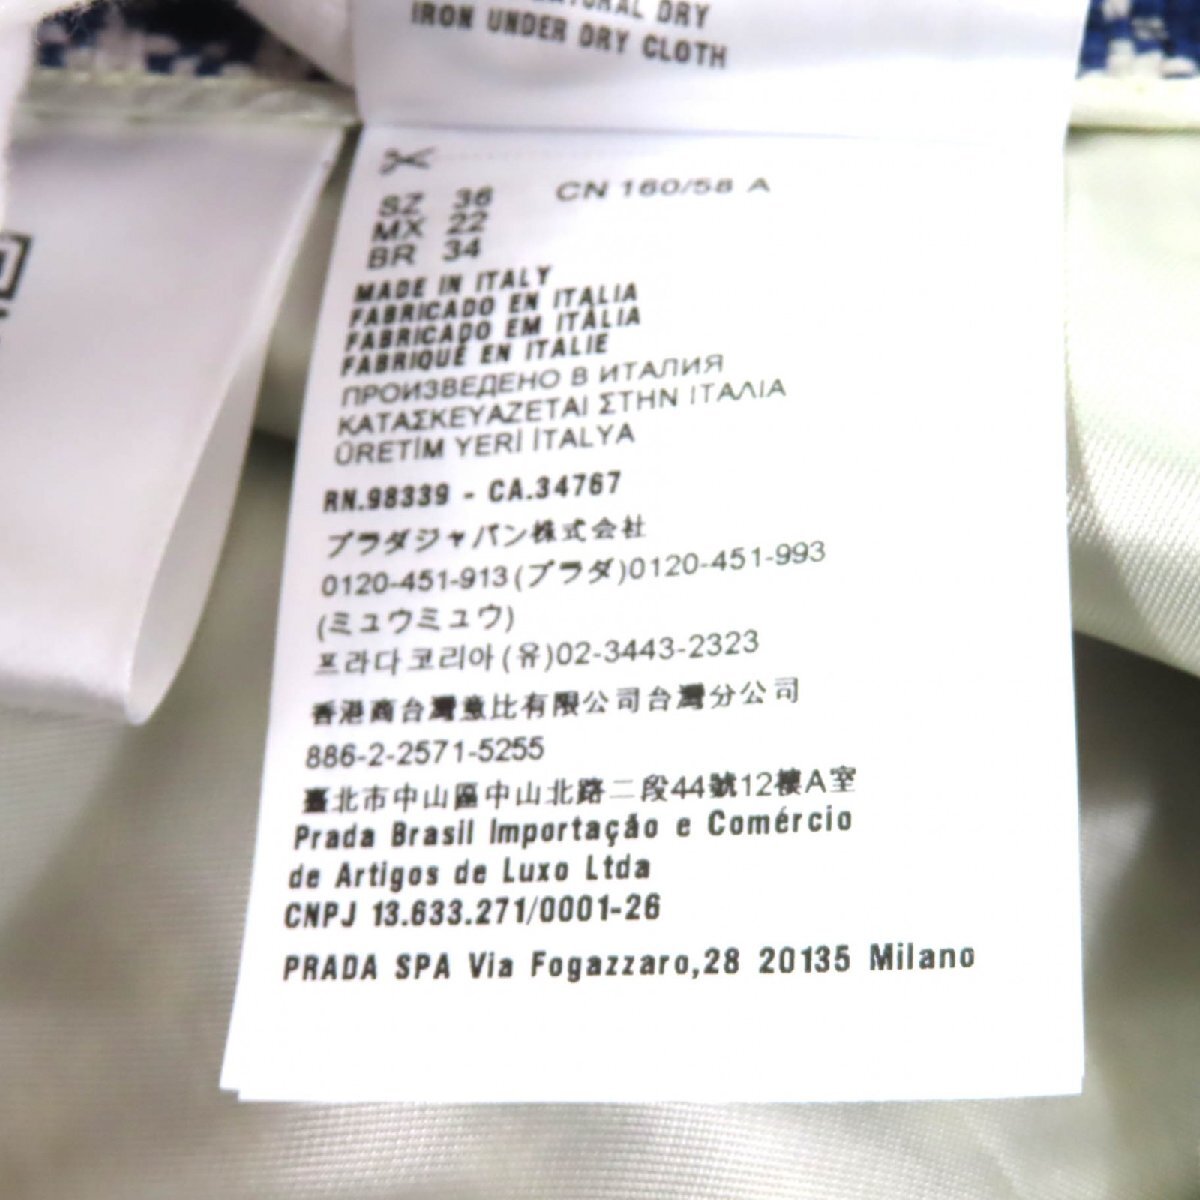 NATURAL DRY
IRON UNDER DRY CLOTH
SZ 36 CN 160/58 A
MX 22
BR 34
MADE IN ITALY
FABRICADO EN ITALIA
FABRICADO EM ITÁLIA
FABRIQUÉ EN ITALIE
ПРОИЗВЕДЕНО В ИТАЛИЯ
ΚΑΤΑΣΚΕΥΑΖΕΤΑΙ ΣΤΗΝ ΙΤΑΛΙΑ
ÜRETİM YERİ İTALYA
RN.98339 - CA.34767
プラダジャパン株式会社
0120-451-913(プラダ)0120-451-993
(ミュウミュウ)
프라다코리아(유)02-3443-2323
香港商台灣意比有限公司台灣分公司
886-2-2571-5255
臺北市中山區中山北路二段44號12樓A室
Prada Brasil Importação e Comércio
de Artigos de Luxo Ltda
CNPJ 13.633.271/0001-26
PRADA SPA Via Fogazzaro,28 20135 Milano